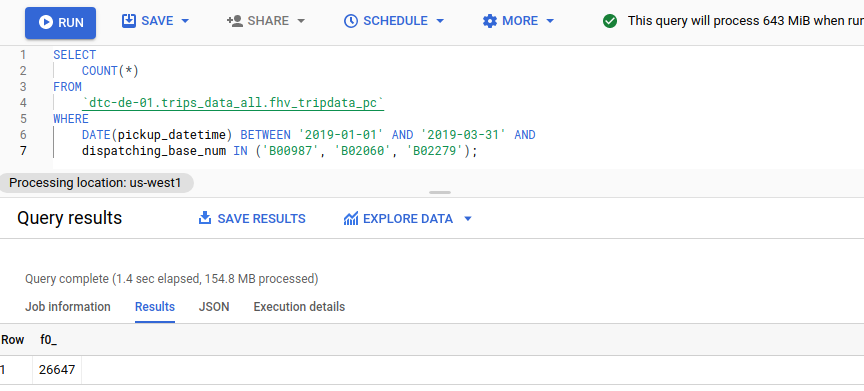 RUN SAVE SHARE SCHEDULE MORE This query will process 643 MiB when run
1 SELECT
2 COUNT(*)
3 FROM
4 `dtc-de-01.trips_data_all.fhv_tripdata_pc`
5 WHERE
6 DATE(pickup_datetime) BETWEEN '2019-01-01' AND '2019-03-31' AND
7 dispatching_base_num IN ('B00987', 'B02060', 'B02279');
Processing location: us-west1
Query results SAVE RESULTS EXPLORE DATA
Query complete (1.4 sec elapsed, 154.8 MB processed)
Job information Results JSON Execution details
Row f0_
1 26647